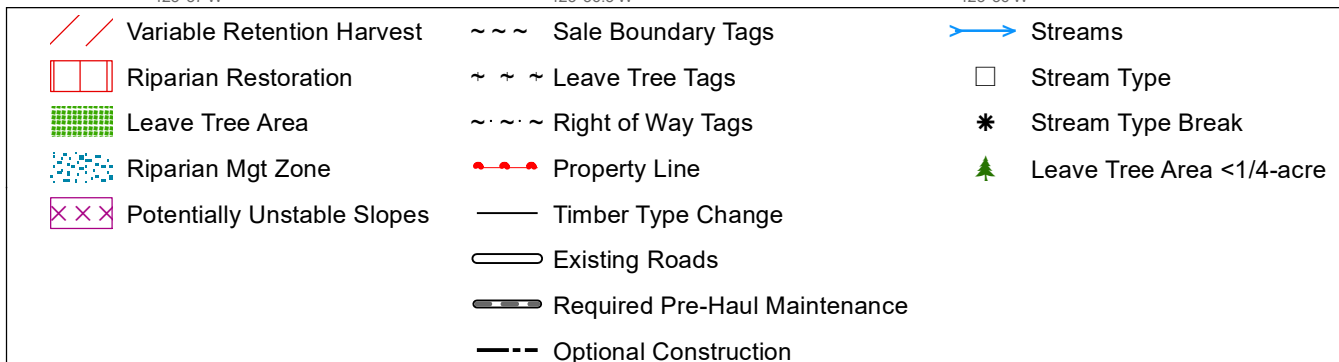 Variable Retention Harvest
Riparian Restoration
Leave Tree Area
Riparian Mgt Zone
Potentially Unstable Slopes
Sale Boundary Tags
Leave Tree Tags
Right of Way Tags
Property Line
Timber Type Change
Existing Roads
Required Pre-Haul Maintenance
Optional Construction
Streams
Stream Type
Stream Type Break
Leave Tree Area <1/4-acre